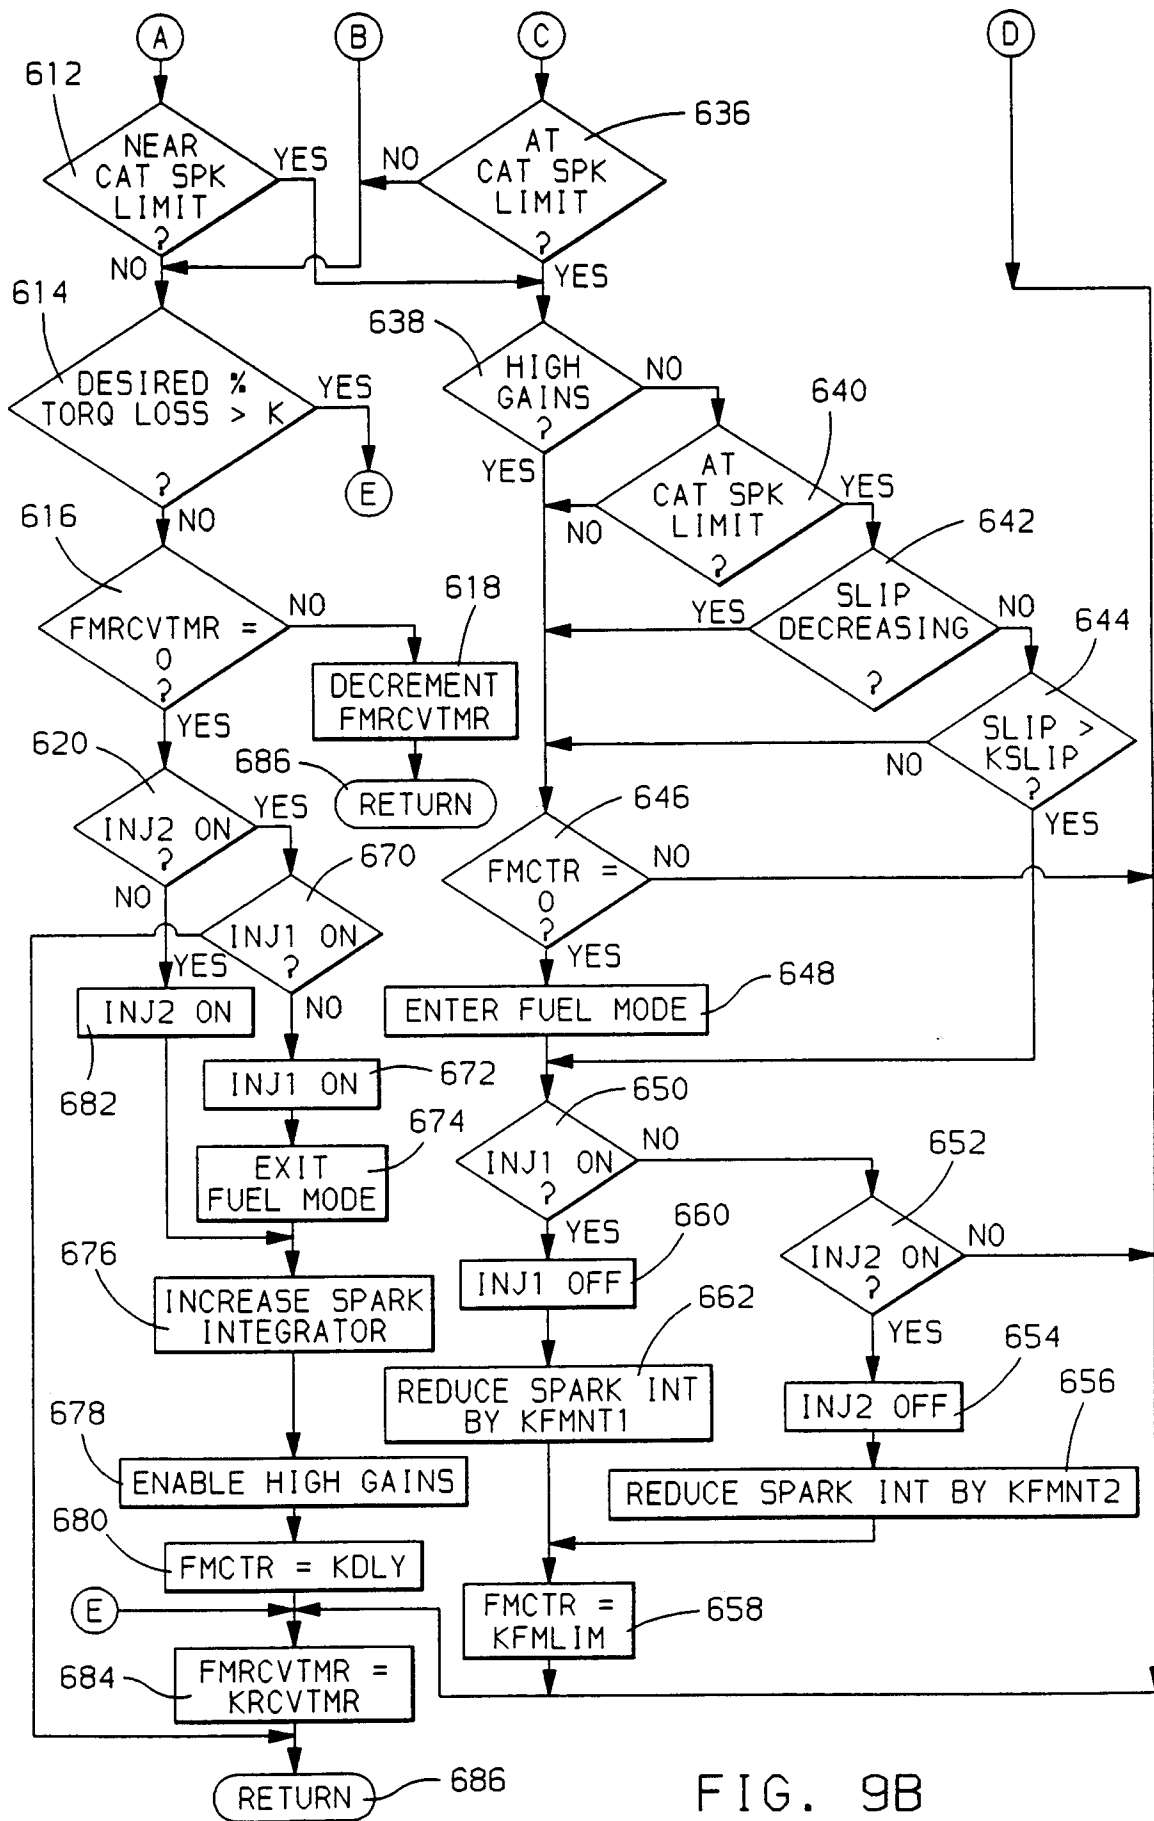 A
B
C
D
612
NEAR
CAT SPK
LIMIT
?
YES
NO
636
AT
CAT SPK
LIMIT
?
NO
YES
614
DESIRED %
TORQ LOSS > K
?
YES
NO
E
638
HIGH
GAINS
?
NO
YES
640
AT
CAT SPK
LIMIT
?
YES
NO
616
FMRCVTMR =
0
?
NO
YES
618
DECREMENT
FMRCVTMR
686
RETURN
642
SLIP
DECREASING
?
YES
NO
644
SLIP >
KSLIP
?
NO
YES
620
INJ2 ON
?
YES
NO
646
FMCTR =
0
?
NO
YES
670
INJ1 ON
?
YES
NO
648
ENTER FUEL MODE
INJ2 ON
682
INJ1 ON
672
674
EXIT
FUEL MODE
650
INJ1 ON
?
NO
YES
652
INJ2 ON
?
NO
YES
660
INJ1 OFF
676
INCREASE SPARK
INTEGRATOR
662
REDUCE SPARK INT
BY KFMNT1
654
INJ2 OFF
656
REDUCE SPARK INT BY KFMNT2
678
ENABLE HIGH GAINS
680
FMCTR = KDLY
E
FMCTR =
KFMLIM
658
684
FMRCVTMR =
KRCVTMR
RETURN
686
FIG. 9B